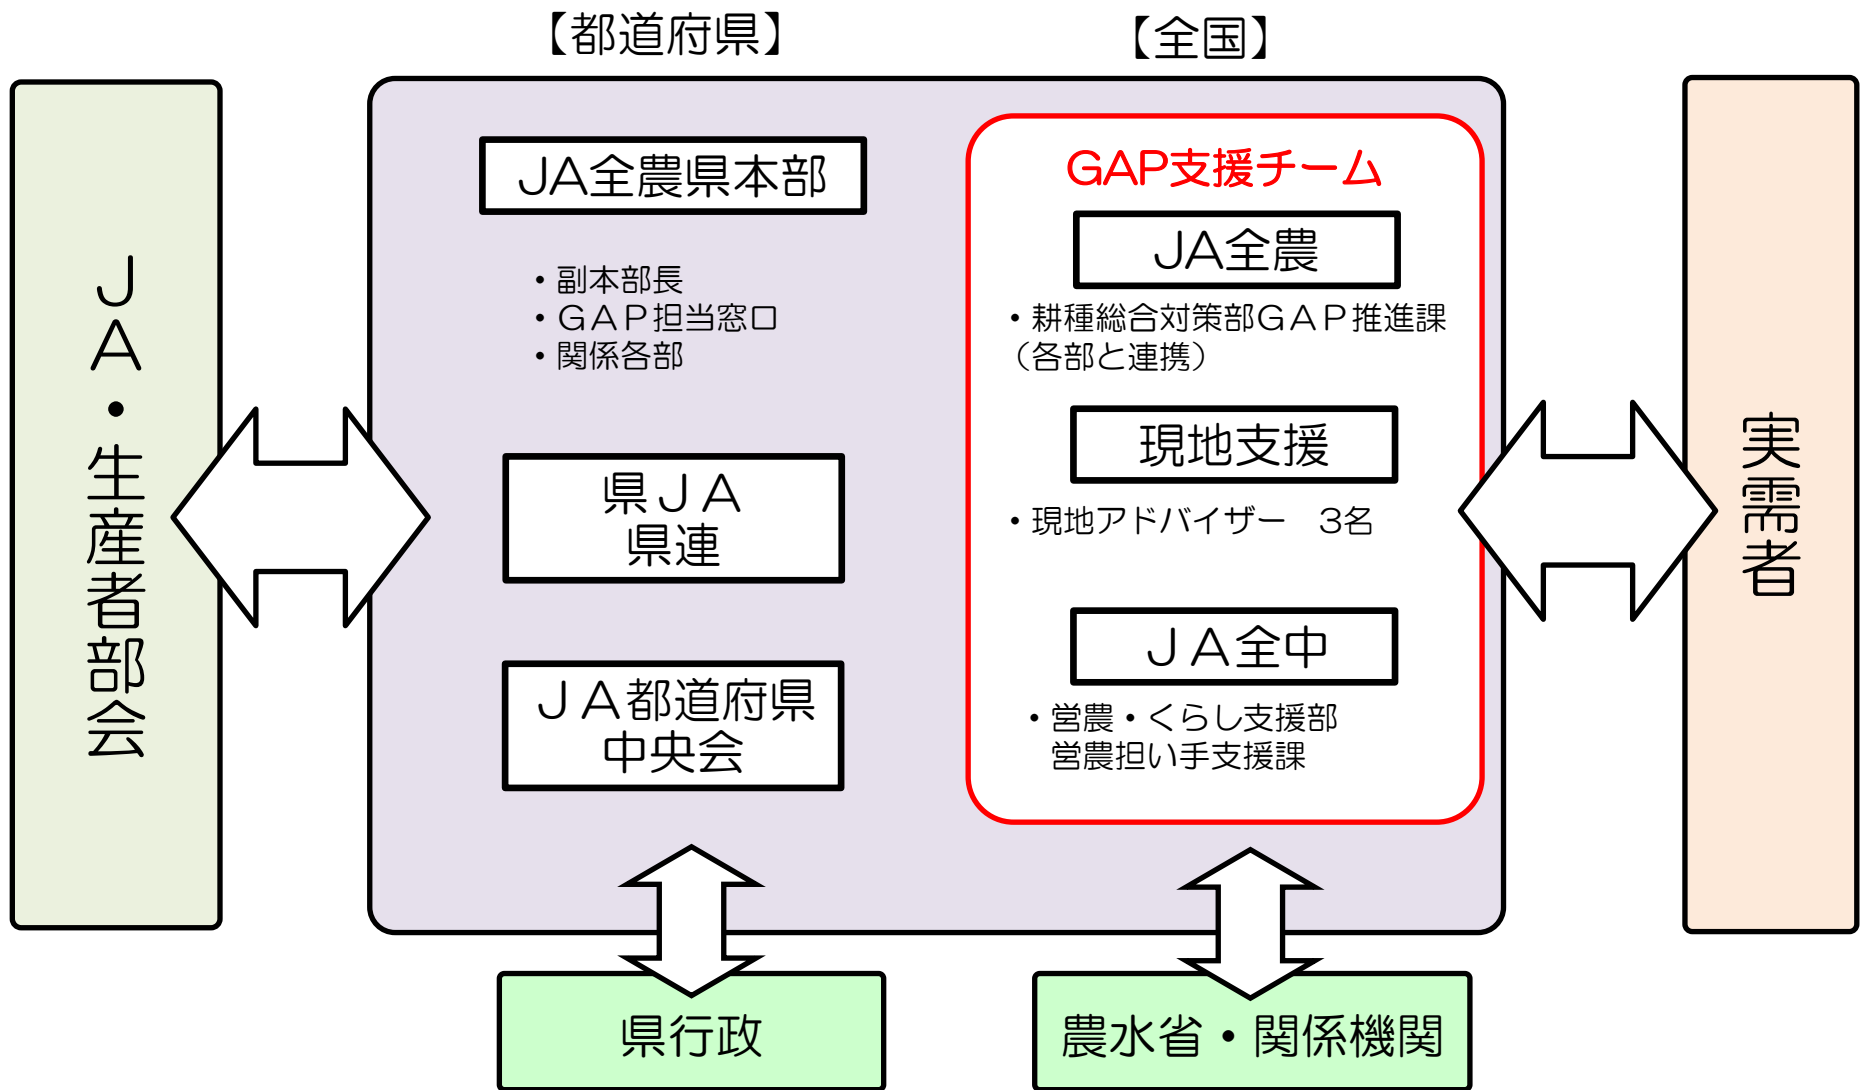 【都道府県】
【全国】
JA・生産者部会
JA全農県本部
・副本部長
・GAP担当窓口
・関係各部
県JA
県連
JA都道府県
中央会
GAP支援チーム
JA全農
・耕種総合対策部GAP推進課
（各部と連携）
現地支援
・現地アドバイザー　3名
JA全中
・営農・くらし支援部
営農担い手支援課
実需者
県行政
農水省・関係機関